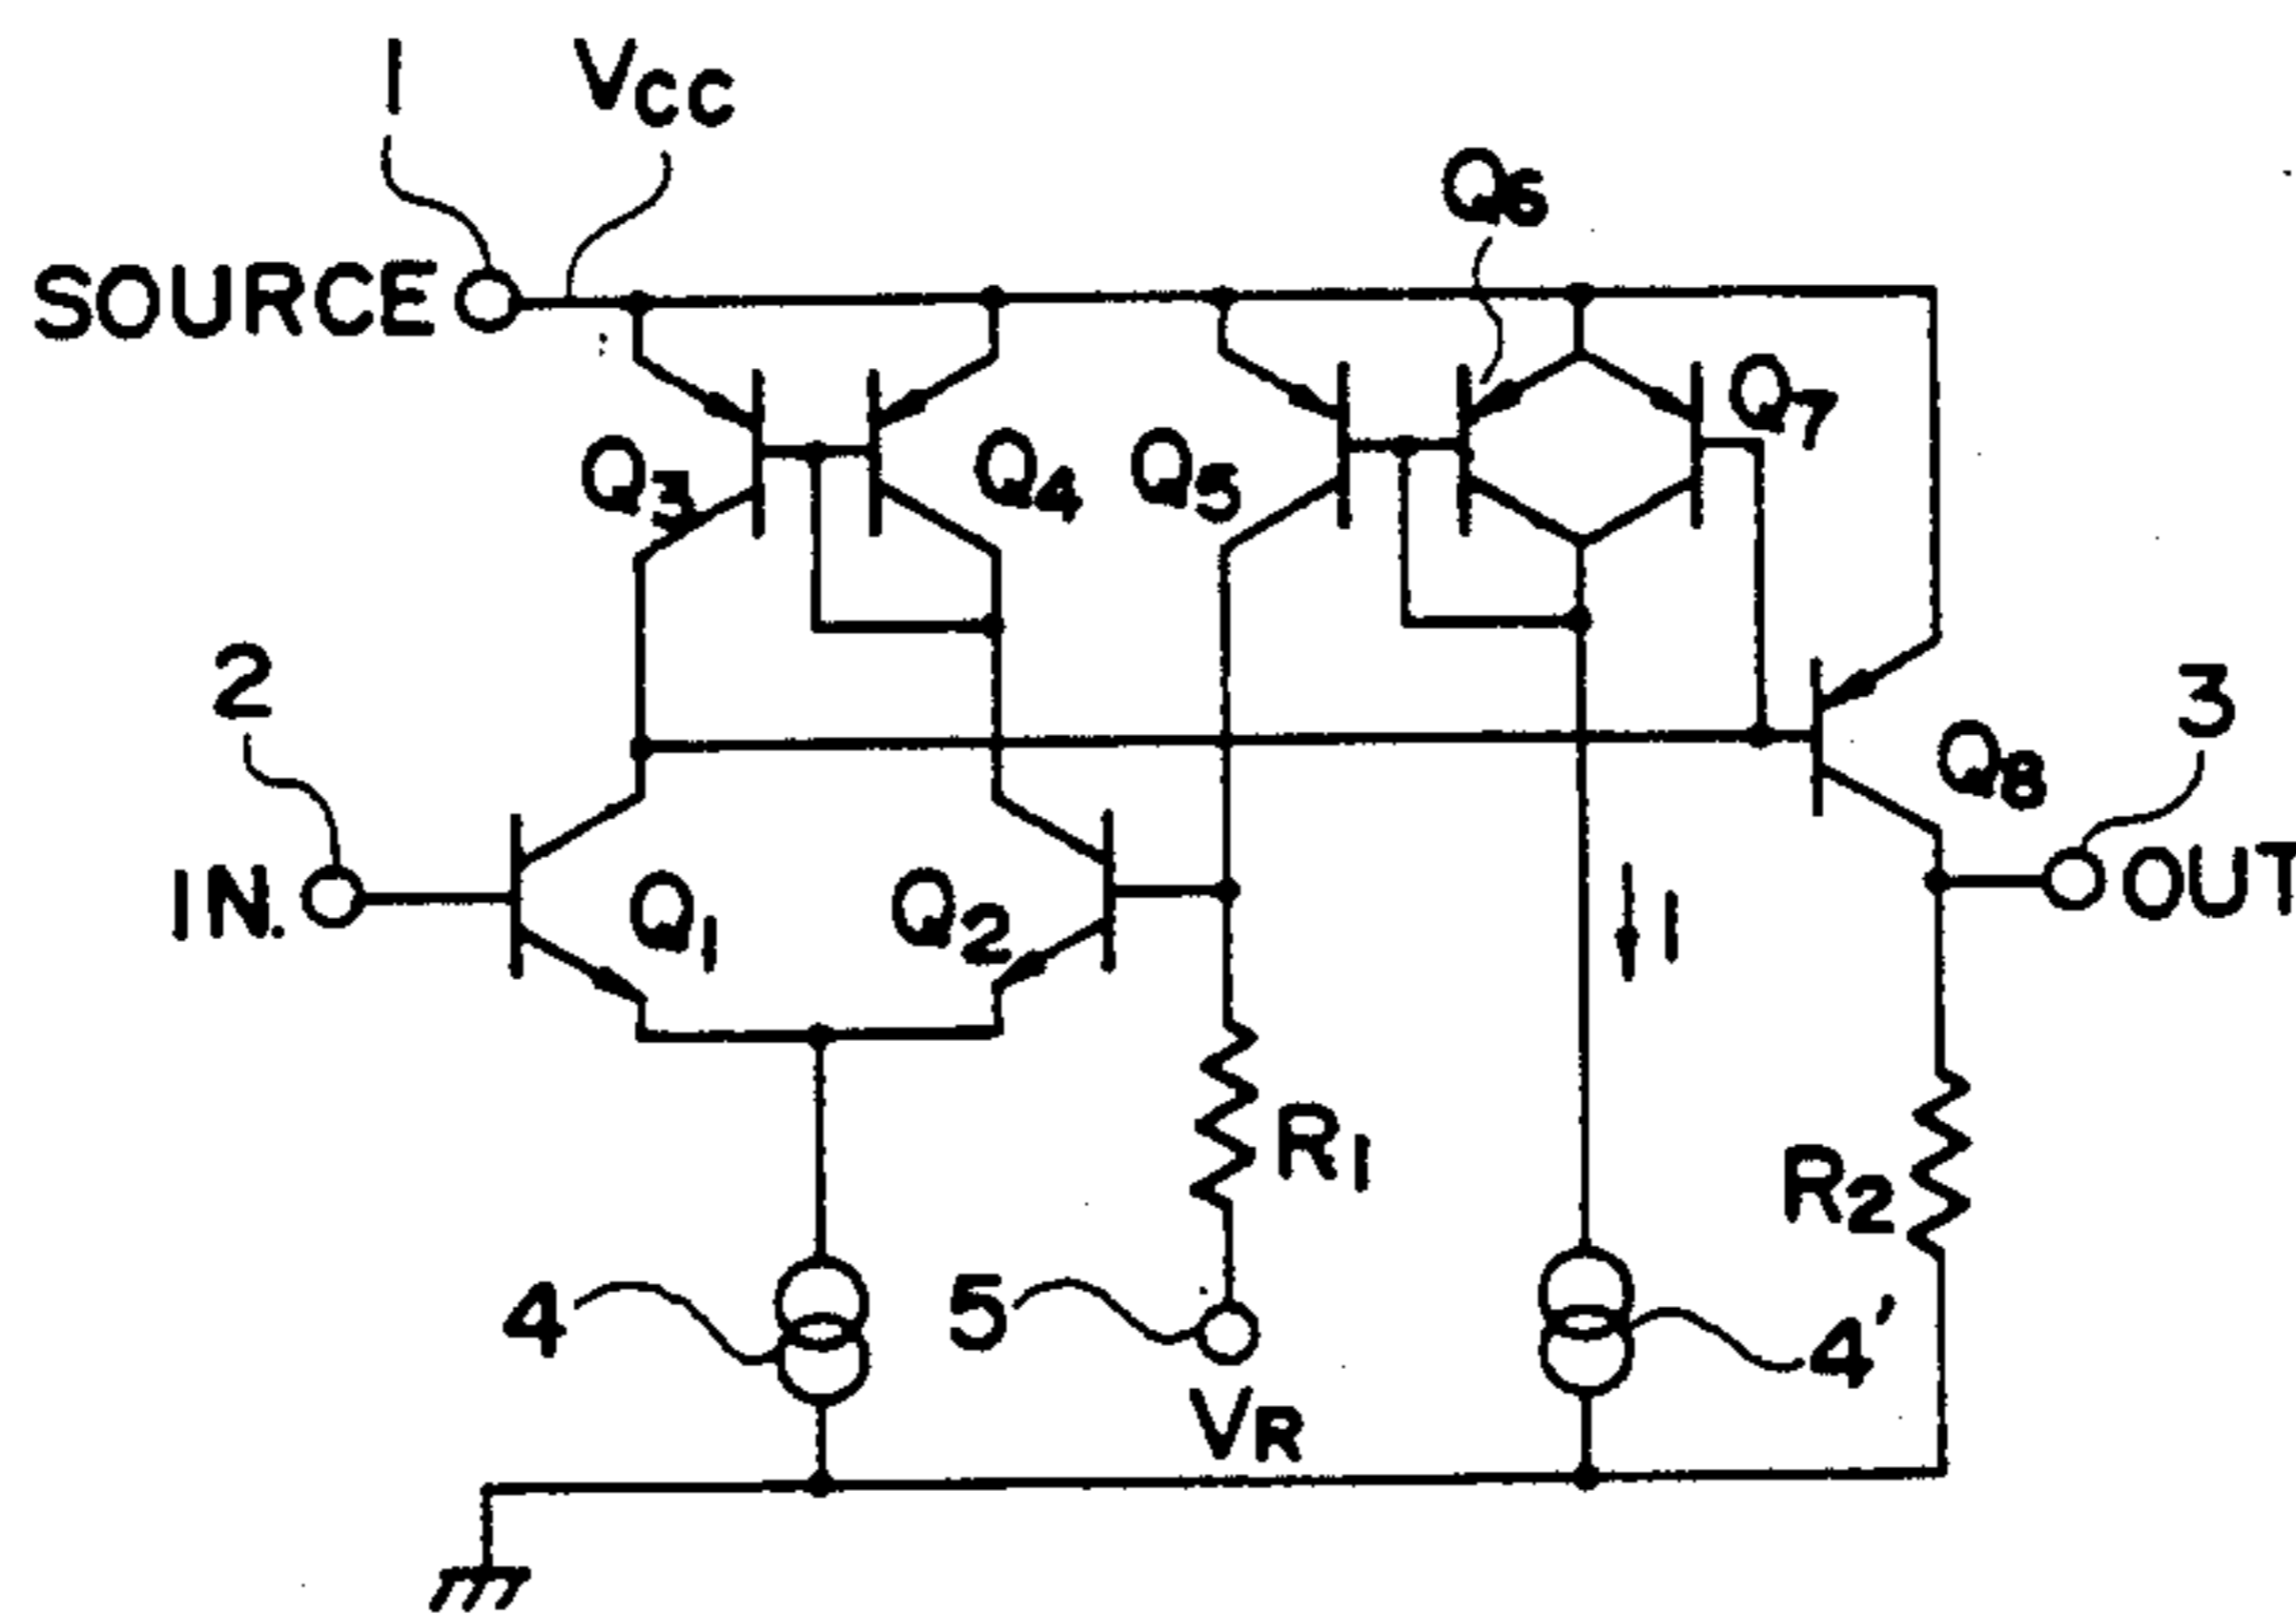 1 VCC
Q6
SOURCE
Q7
Q3 Q4 Q5
2 3
Q8
IN. Q1 Q2 I OUT
R1
R2
4 5 4'
VR